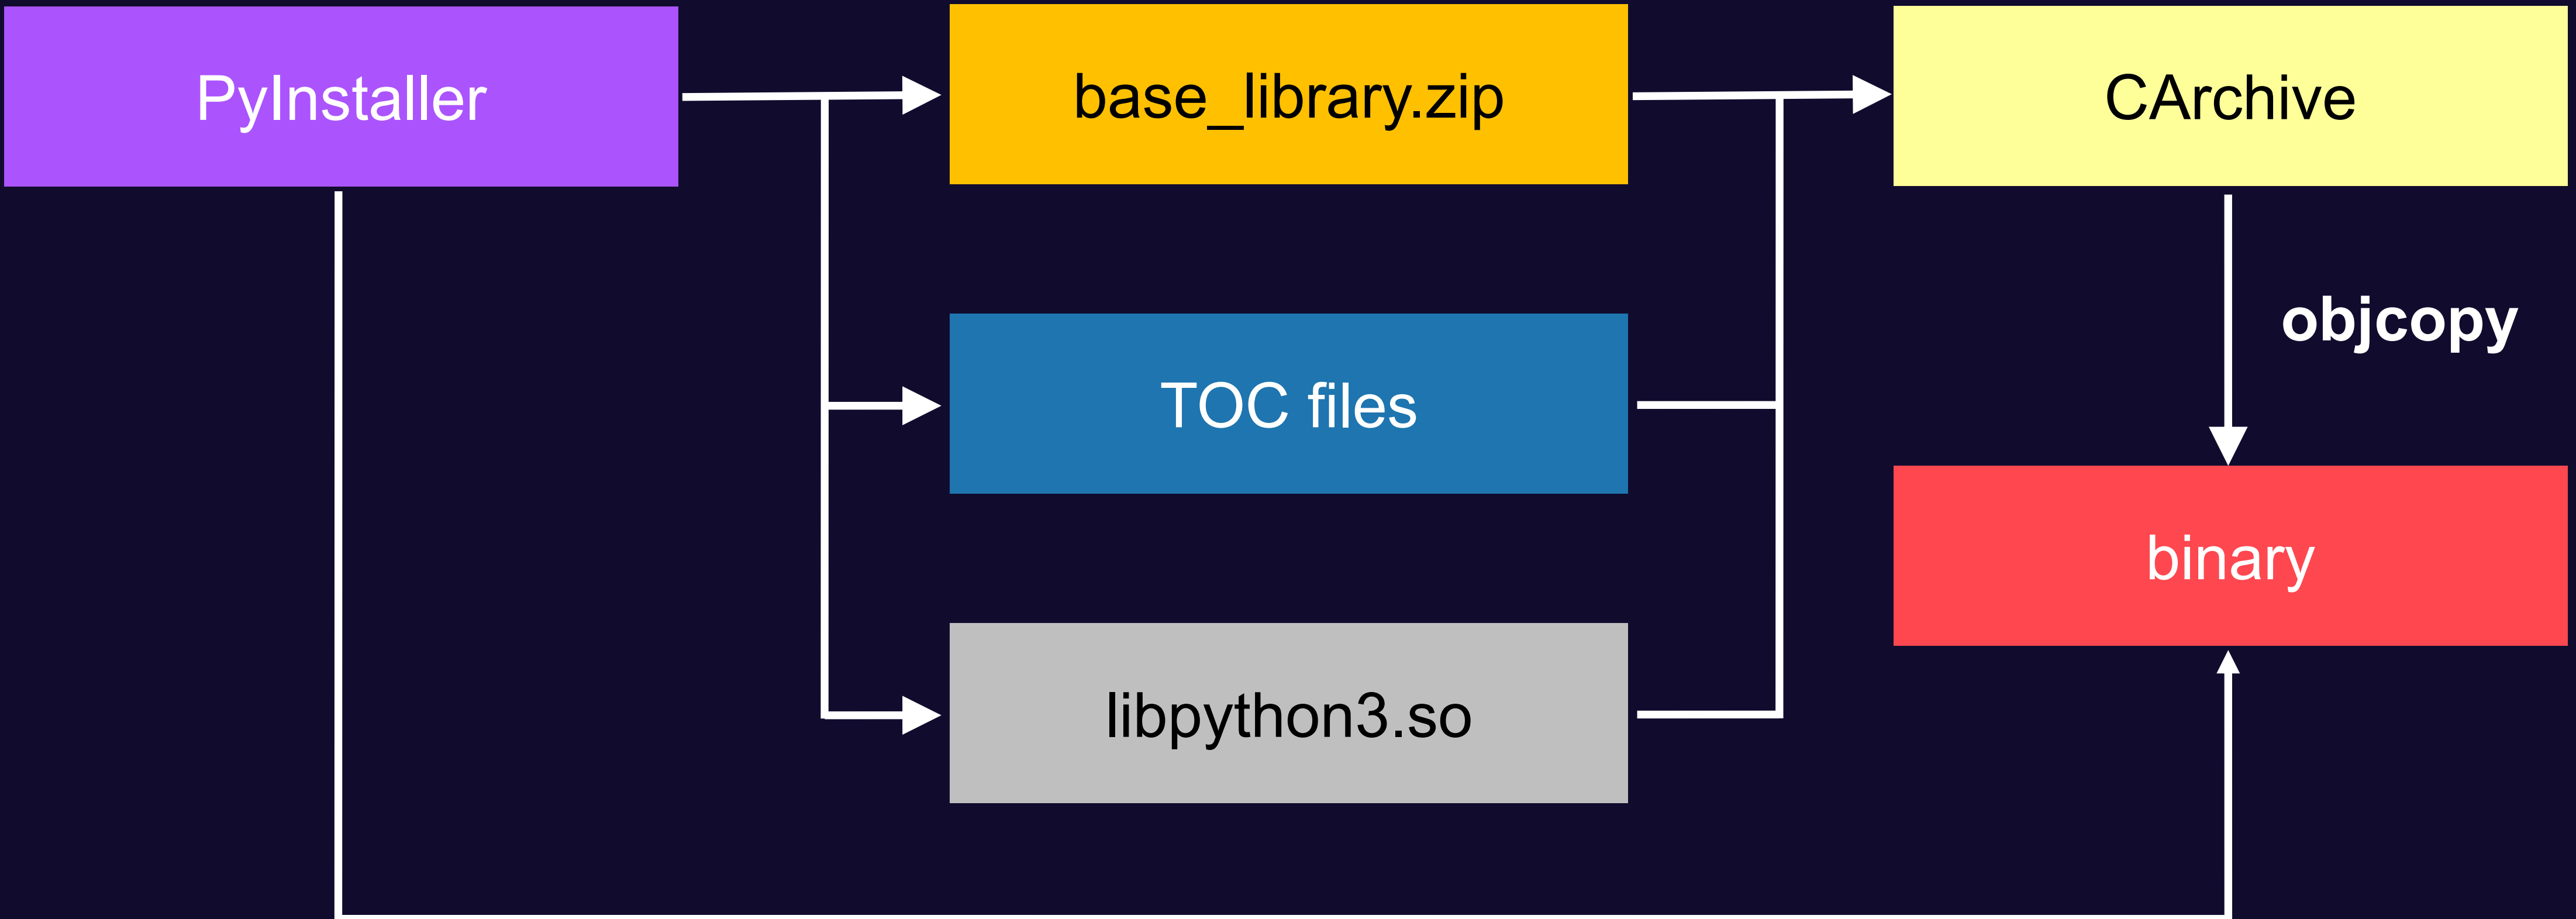 PyInstaller
base_library.zip
CArchive
objcopy
TOC files
binary
libpython3.so